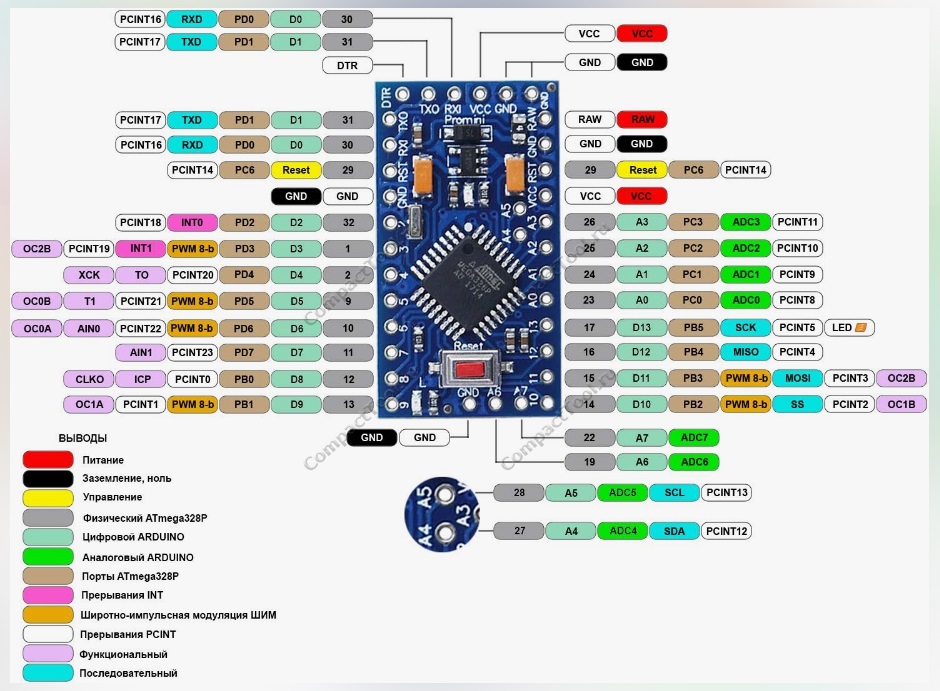 PCINT16 RXD PD0 D0 30
VCC VCC
PCINT17 TXD PD1 D1 31
DTR
GND GND
DTR TXO RXI VCC GND GND
Promini
PCINT17 TXD PD1 D1 31
TXO
RAW
RAW RAW
PCINT16 RXD PD0 D0 30
RXI
GND
GND GND
PCINT14 PC6 Reset 29
RST
RST
29 Reset PC6 PCINT14
GND GND
GND
VCC
VCC VCC
PCINT18 INT0 PD2 D2 32
2
A5
A3
26 A3 PC3 ADC3 PCINT11
OC2B PCINT19 INT1 PWM 8-b PD3 D3 1
3
A4
A2
25 A2 PC2 ADC2 PCINT10
XCK TO PCINT20 PD4 D4 2
4
ATMEL
A1
24 A1 PC1 ADC1 PCINT9
OC0B T1 PCINT21 PWM 8-b PD5 D5 9
5
A0
23 A0 PC0 ADC0 PCINT8
OC0A AIN0 PCINT22 PWM 8-b PD6 D6 10
6
13
17 D13 PB5 SCK PCINT5 LED
AIN1 PCINT23 PD7 D7 11
7
Reset
12
16 D12 PB4 MISO PCINT4
CLKO ICP PCINT0 PB0 D8 12
8
11
15 D11 PB3 PWM 8-b MOSI PCINT3 OC2B
OC1A PCINT1 PWM 8-b PB1 D9 13
9
GND A6 A7
10
14 D10 PB2 PWM 8-b SS PCINT2 OC1B
GND GND
22 A7 ADC7
19 A6 ADC6
A5
28 A5 ADC5 SCL PCINT13
A4 A3
27 A4 ADC4 SDA PCINT12
CompactTool.ru
CompactTool.ru
ВЫВОДЫ
Питание
Заземление, ноль
Управление
Физический ATmega328P
Цифровой ARDUINO
Аналоговый ARDUINO
Порты ATmega328P
Прерывания INT
Широтно-импульсная модуляция ШИМ
Прерывания PCINT
Функциональный
Последовательный